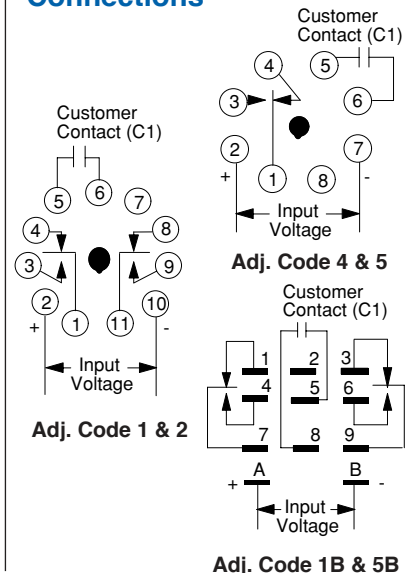 Connections
Customer
Contact (C1)
5
4
3
6
2
7
+
1
8
-
Input
Voltage
Adj. Code 4 & 5
Customer
Contact (C1)
5
6
7
4
8
3
9
2
10
+
1
11
-
Input
Voltage
Adj. Code 1 & 2
Customer
Contact (C1)
1
2
3
4
5
6
7
8
9
A
B
+
-
Input
Voltage
Adj. Code 1B & 5B